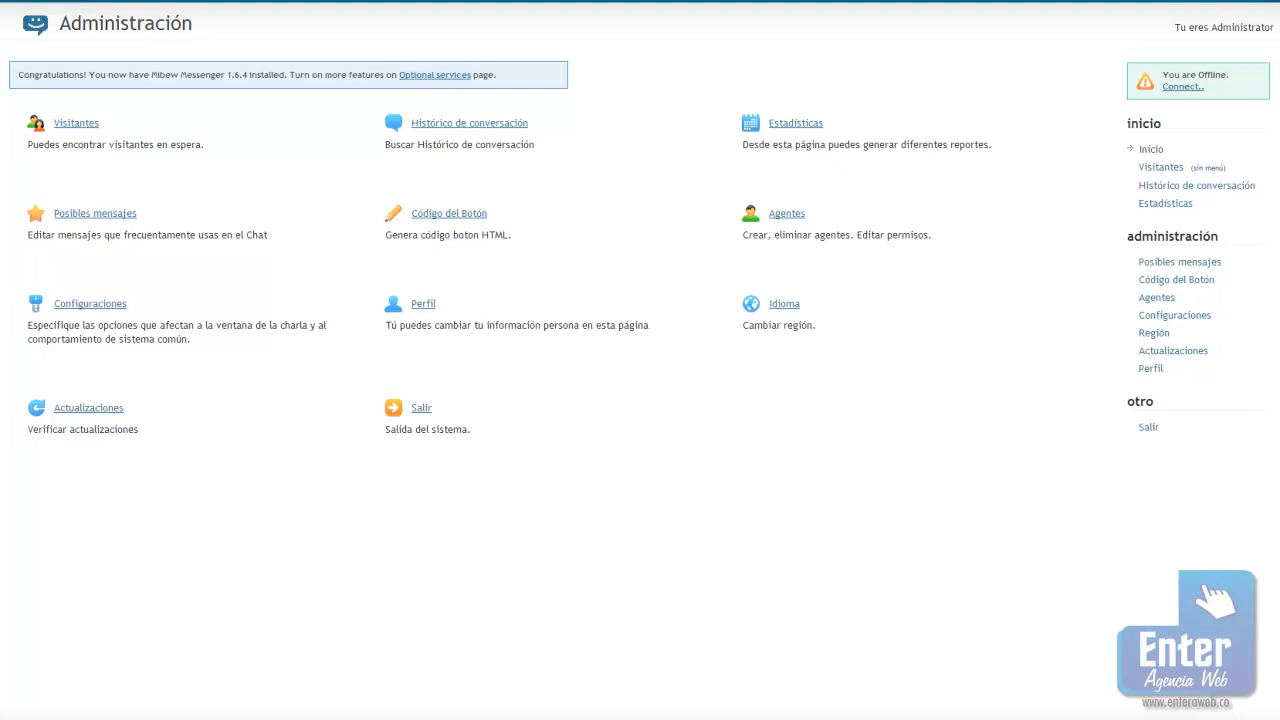 Administración
Tu eres Administrator
Congratulations! You now have Mibew Messenger 1.6.4 installed. Turn on more features on Optional services page.
You are Offline.
Connect..
Visitantes
Puedes encontrar visitantes en espera.
Histórico de conversación
Buscar Histórico de conversación
Estadísticas
Desde esta página puedes generar diferentes reportes.
Posibles mensajes
Editar mensajes que frecuentamente usas en el Chat
Código del Botón
Genera código boton HTML.
Agentes
Crear, eliminar agentes. Editar permisos.
Configuraciones
Especifique las opciones que afectan a la ventana de la charla y al
comportamiento de sistema común.
Perfil
Tú puedes cambiar tu información persona en esta página
Idioma
Cambiar región.
Actualizaciones
Verificar actualizaciones
Salir
Salida del sistema.
inicio
Inicio
Visitantes (sin menú)
Histórico de conversación
Estadísticas
administración
Posibles mensajes
Código del Botón
Agentes
Configuraciones
Región
Actualizaciones
Perfil
otro
Salir
Enter
Agencia Web
www.enteraweb.co